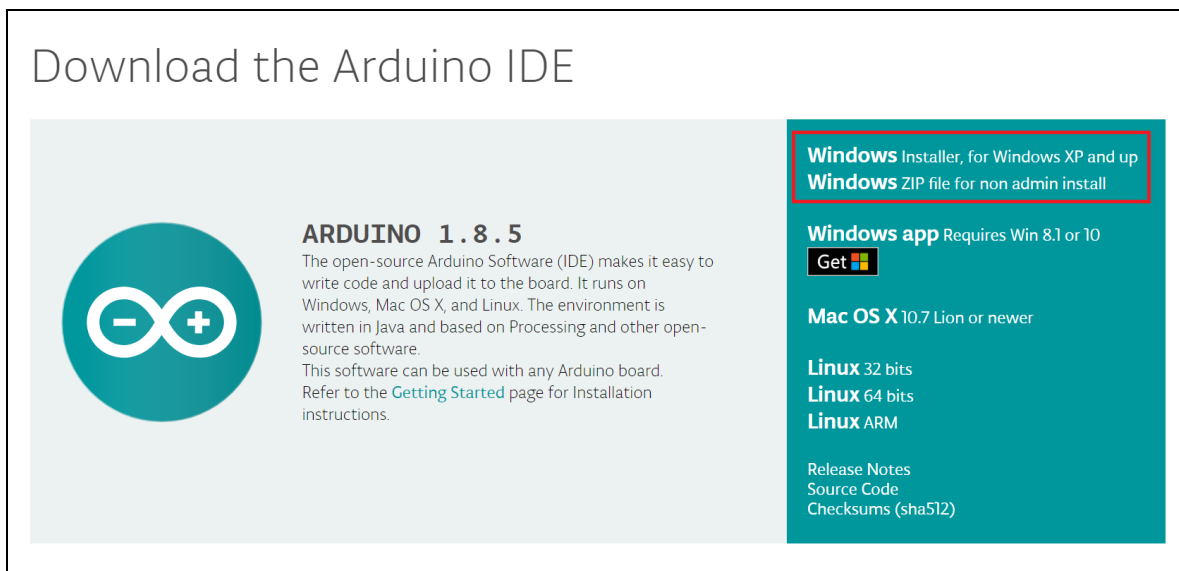 Download the Arduino IDE
ARDUINO 1.8.5
The open-source Arduino Software (IDE) makes it easy to
write code and upload it to the board. It runs on
Windows, Mac OS X, and Linux. The environment is
written in Java and based on Processing and other open-
source software.
This software can be used with any Arduino board.
Refer to the Getting Started page for Installation
instructions.
Windows Installer, for Windows XP and up
Windows ZIP file for non admin install
Windows app Requires Win 8.1 or 10
Get
Mac OS X 10.7 Lion or newer
Linux 32 bits
Linux 64 bits
Linux ARM
Release Notes
Source Code
Checksums (sha512)